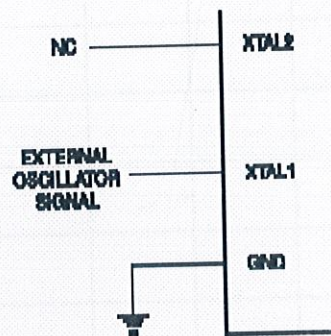 NC
XTAL2
EXTERNAL
OSCILLATOR
SIGNAL
XTAL1
GND